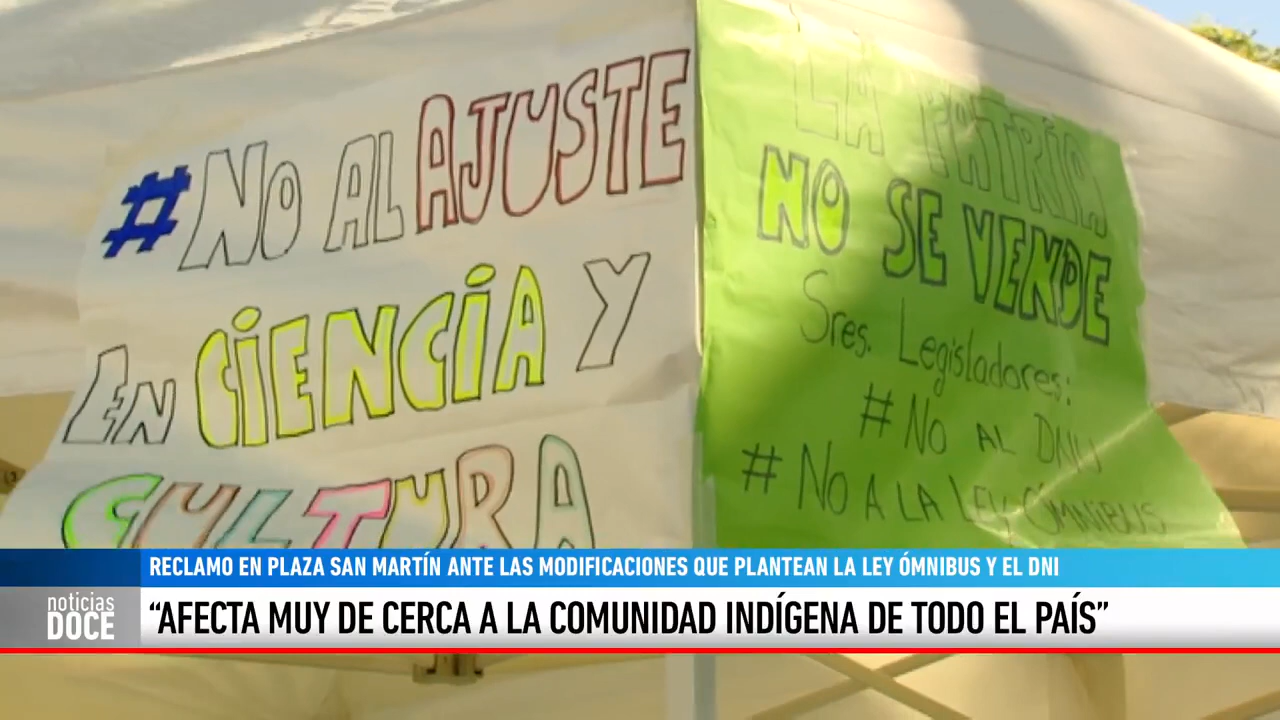 #NO AL AJUSTE
EN CIENCIA Y
CULTURA
LA PATRIA
NO SE VENDE
Sres. Legisladores:
#NO AL DNU
#NO A LA LEY ÓMNIBUS
RECLAMO EN PLAZA SAN MARTÍN ANTE LAS MODIFICACIONES QUE PLANTEAN LA LEY ÓMNIBUS Y EL DNI
noticias
DOCE
“AFECTA MUY DE CERCA A LA COMUNIDAD INDÍGENA DE TODO EL PAÍS”